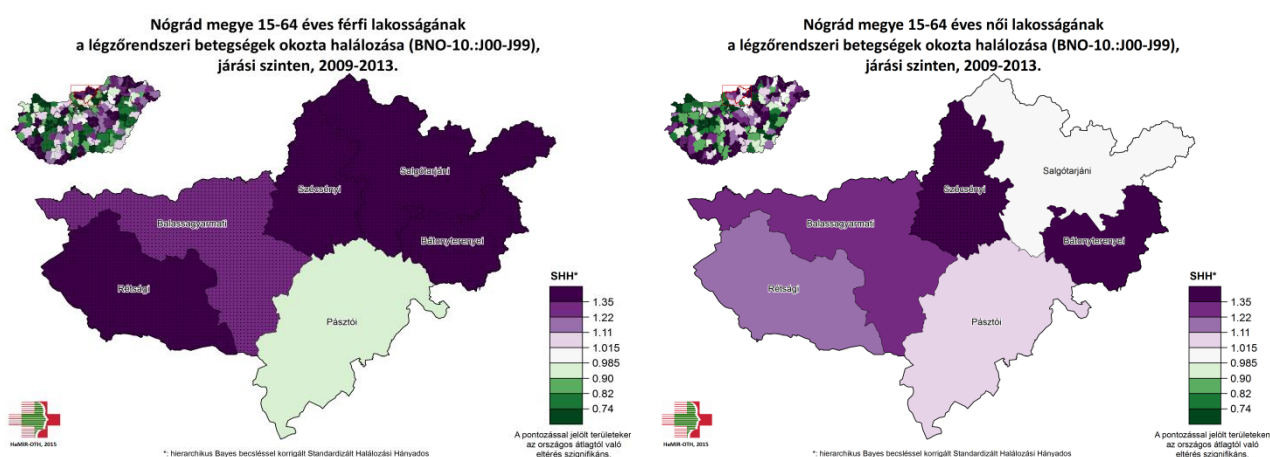 Nógrád megye 15-64 éves férfi lakosságának
a légzőrendszeri betegségek okozta halálozása (BNO-10.:J00-J99),
járási szinten, 2009-2013.
Salgótarjáni
Szécsényi
Balassagyarmati
Bátonyterenyei
Rétsági
Pásztói
SHH*
1.35
1.22
1.11
1.015
0.985
0.90
0.82
0.74
HaMIR-OTH, 2015
A pontozással jelölt területeken
az országos átlagtól való
eltérés szignifikáns.
*: hierarchikus Bayes becsléssel korrigált Standardizált Halálozási Hányados
Nógrád megye 15-64 éves női lakosságának
a légzőrendszeri betegségek okozta halálozása (BNO-10.:J00-J99),
járási szinten, 2009-2013.
Salgótarjáni
Szécsényi
Balassagyarmati
Bátonyterenyei
Rétsági
Pásztói
SHH*
1.35
1.22
1.11
1.015
0.985
0.90
0.82
0.74
HaMIR-OTH, 2015
A pontozással jelölt területeken
az országos átlagtól való
eltérés szignifikáns.
*: hierarchikus Bayes becsléssel korrigált Standardizált Halálozási Hányados